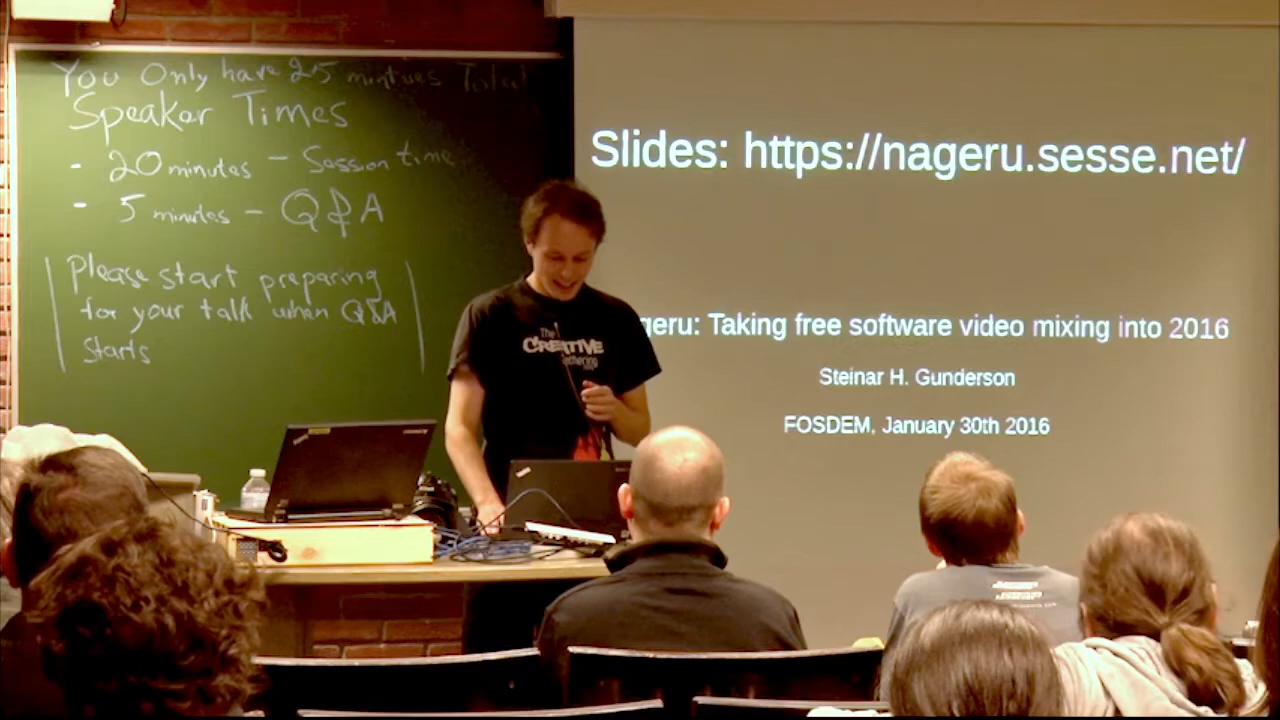 You Only have 25 mintues Total
Speaker Times
- 20 minutes - Session time
- 5 minutes - Q&A
Please start preparing
for your talk when Q&A
Starts
Slides: https://nageru.sesse.net/
geru: Taking free software video mixing into 2016
Steinar H. Gunderson
FOSDEM, January 30th 2016
The
CREATIVE
Gathering